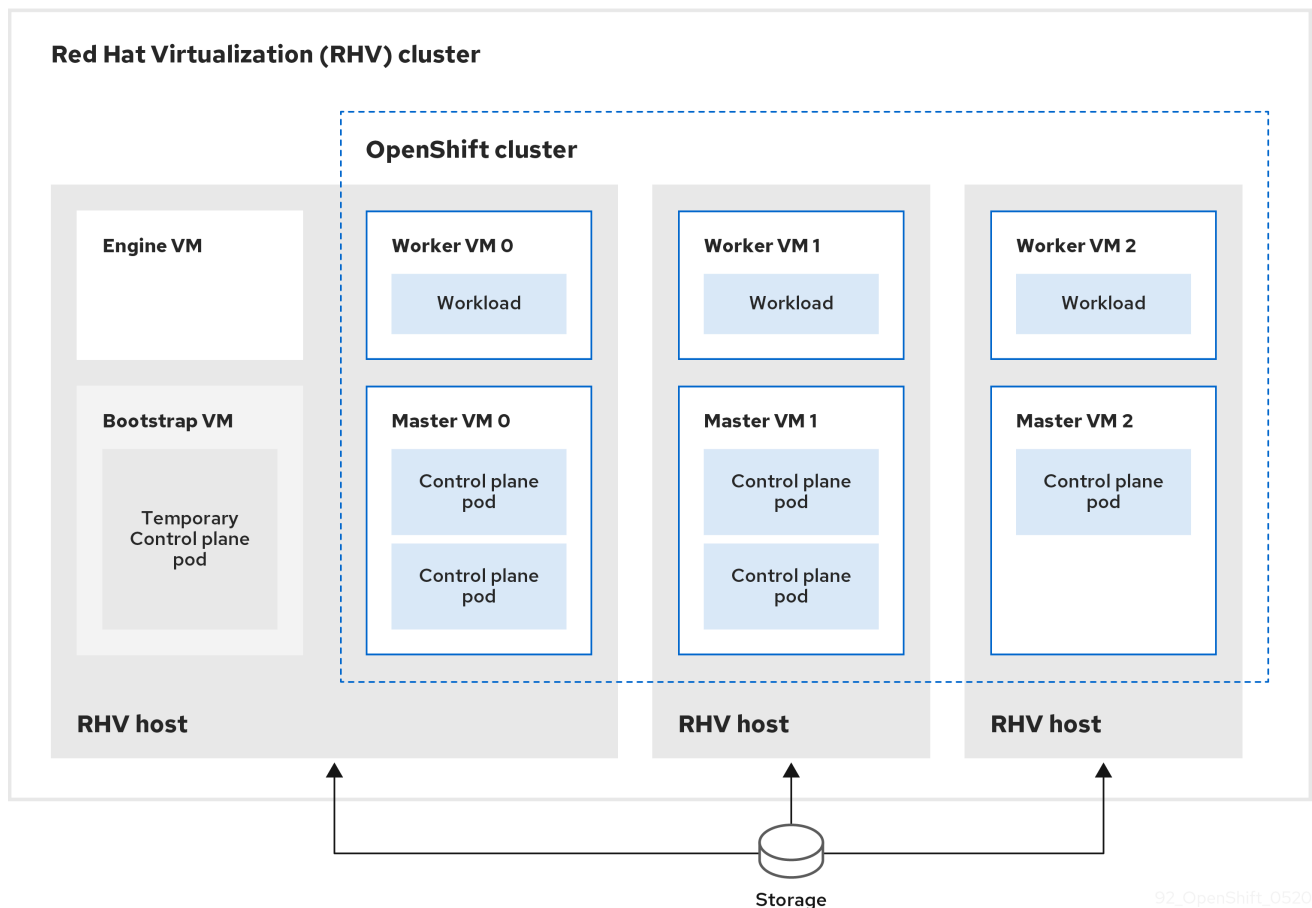 Red Hat Virtualization (RHV) cluster
OpenShift cluster
Engine VM
Worker VM 0
Workload
Worker VM 1
Workload
Worker VM 2
Workload
Bootstrap VM
Temporary
Control plane
pod
Master VM 0
Control plane
pod
Control plane
pod
Master VM 1
Control plane
pod
Control plane
pod
Master VM 2
Control plane
pod
RHV host
RHV host
RHV host
Storage
92_OpenShift_0520